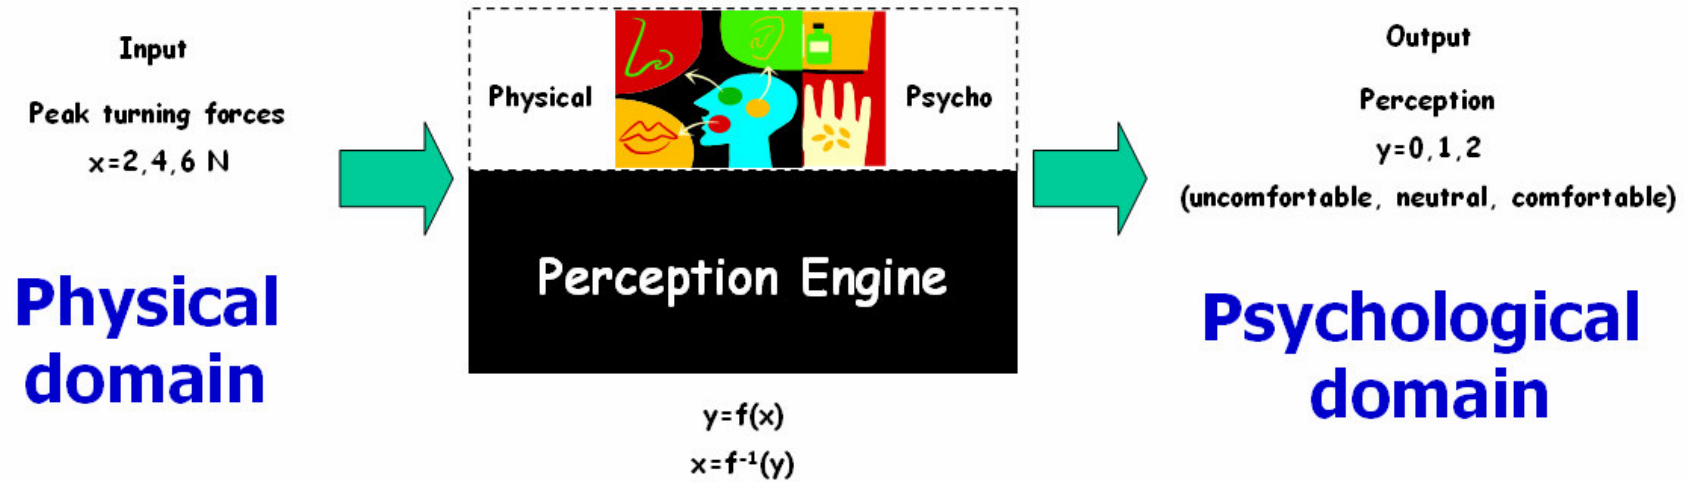 Input
Peak turning forces
x=2,4,6 N
Physical
domain
Physical
Psycho
Perception Engine
y=f(x)
x=f⁻¹(y)
Output
Perception
y=0,1,2
(uncomfortable, neutral, comfortable)
Psychological
domain